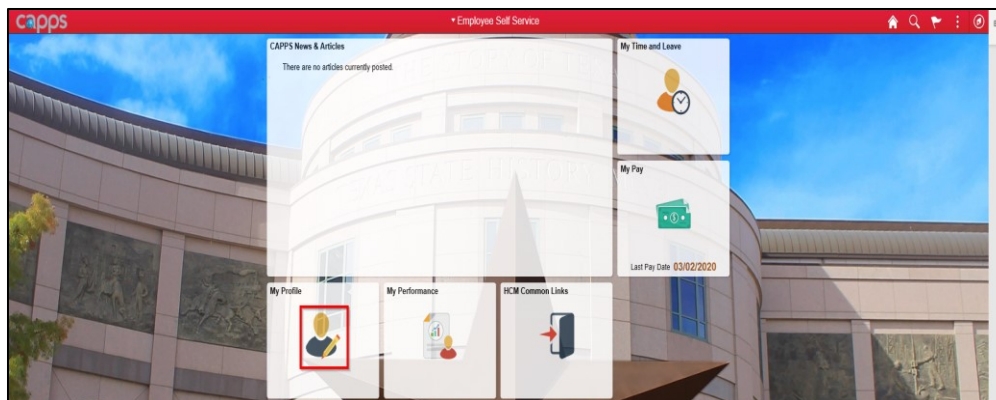 capps
Employee Self Service
CAPPS News & Articles
There are no articles currently posted.
My Time and Leave
My Pay
Last Pay Date 03/02/2020
My Profile
My Performance
HCM Common Links